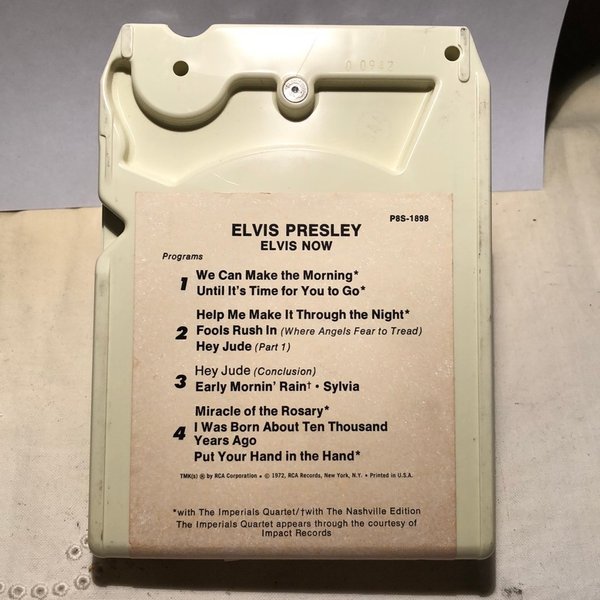 0 0942
P8S-1898
ELVIS PRESLEY
ELVIS NOW
Programs
1 We Can Make the Morning*
Until It's Time for You to Go*
2 Help Me Make It Through the Night*
Fools Rush In (Where Angels Fear to Tread)
Hey Jude (Part 1)
3 Hey Jude (Conclusion)
Early Mornin' Rain† • Sylvia
4 Miracle of the Rosary*
I Was Born About Ten Thousand
Years Ago
Put Your Hand in the Hand*
TMK(s) ® by RCA Corporation • © 1972, RCA Records, New York, N.Y. • Printed in U.S.A.
*with The Imperials Quartet/†with The Nashville Edition
The Imperials Quartet appears through the courtesy of
Impact Records